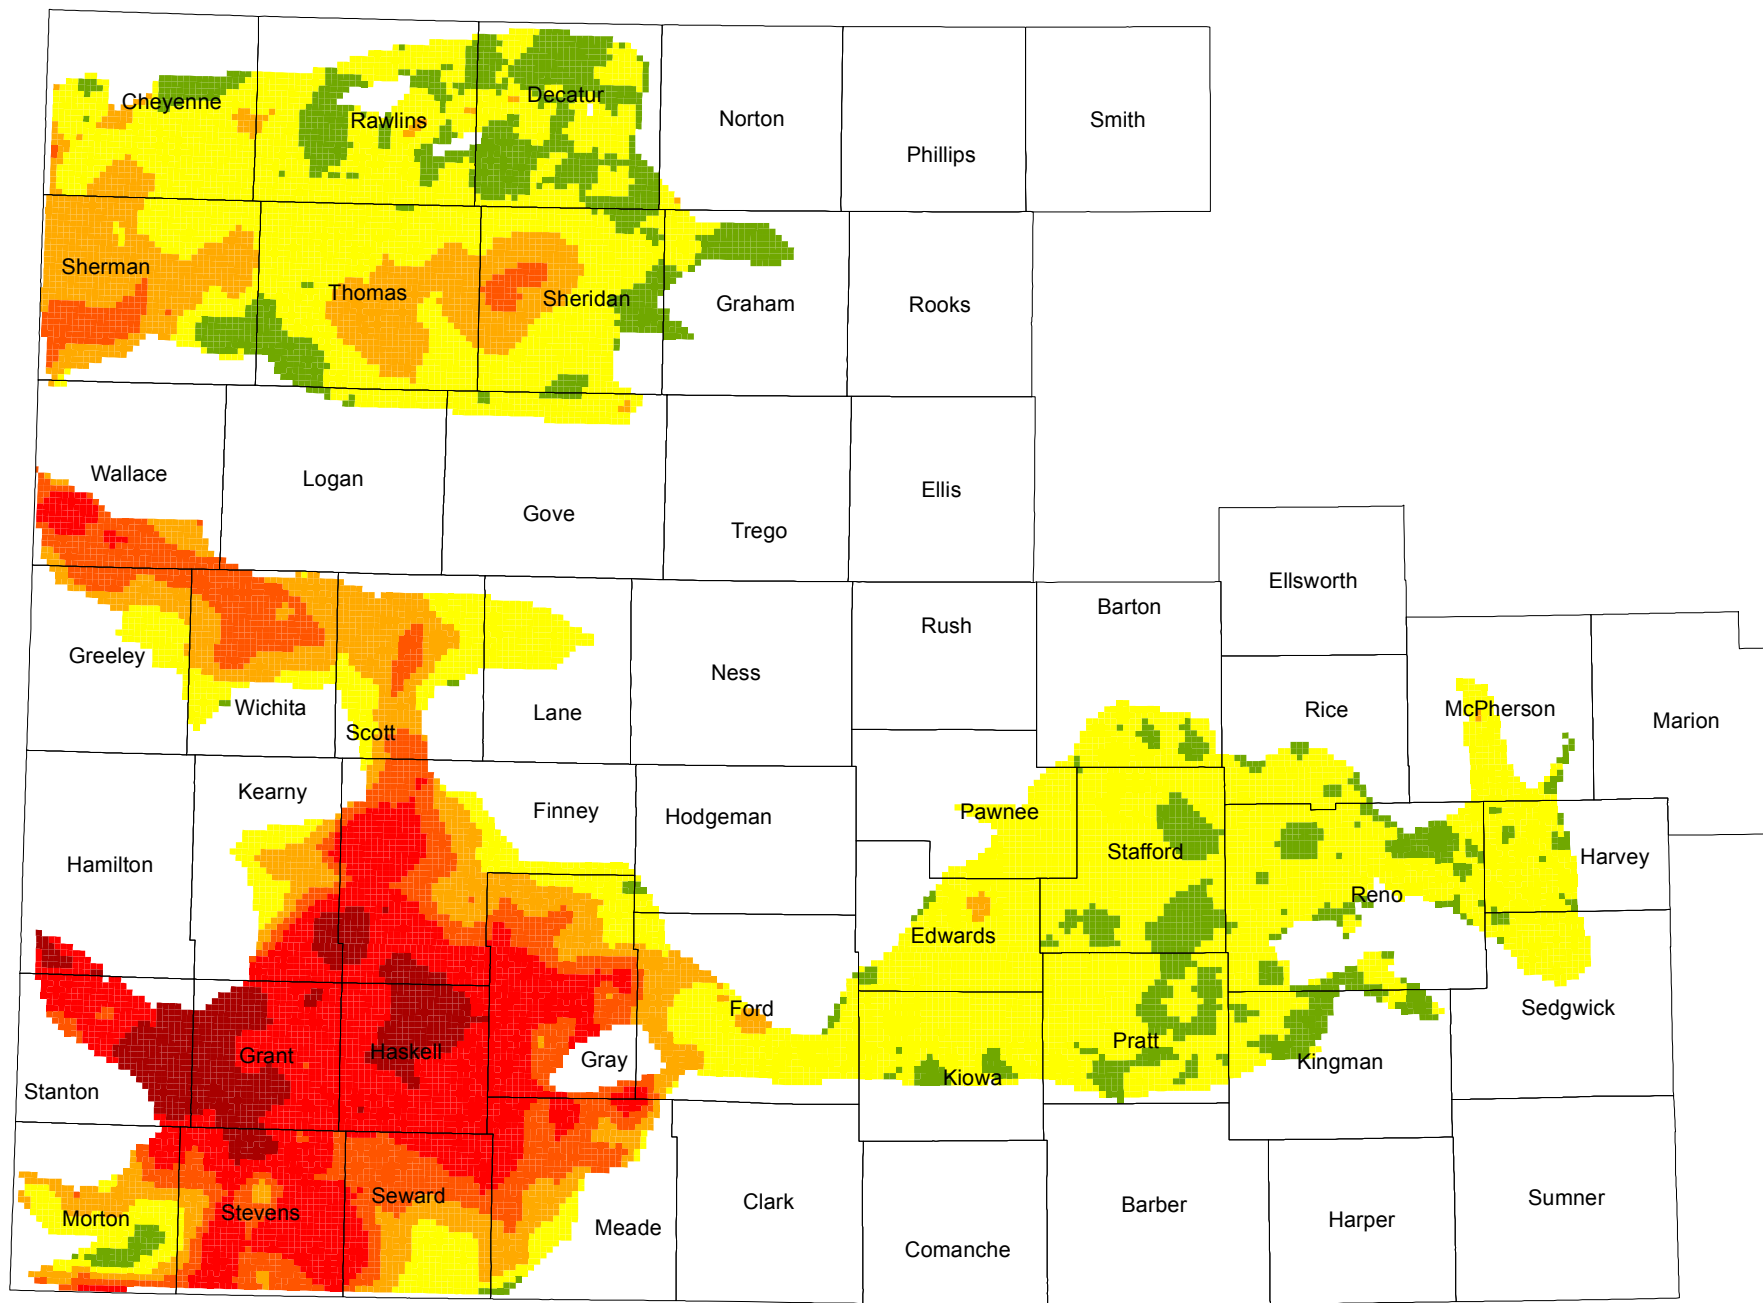 Cheyenne
Rawlins
Decatur
Norton
Phillips
Smith
Sherman
Thomas
Sheridan
Graham
Rooks
Wallace
Logan
Gove
Trego
Ellis
Ellsworth
Greeley
Wichita
Scott
Lane
Ness
Rush
Barton
Rice
McPherson
Marion
Hamilton
Kearny
Finney
Hodgeman
Pawnee
Stafford
Reno
Harvey
Edwards
Stanton
Grant
Haskell
Gray
Ford
Kiowa
Pratt
Kingman
Sedgwick
Morton
Stevens
Seward
Meade
Clark
Comanche
Barber
Harper
Sumner